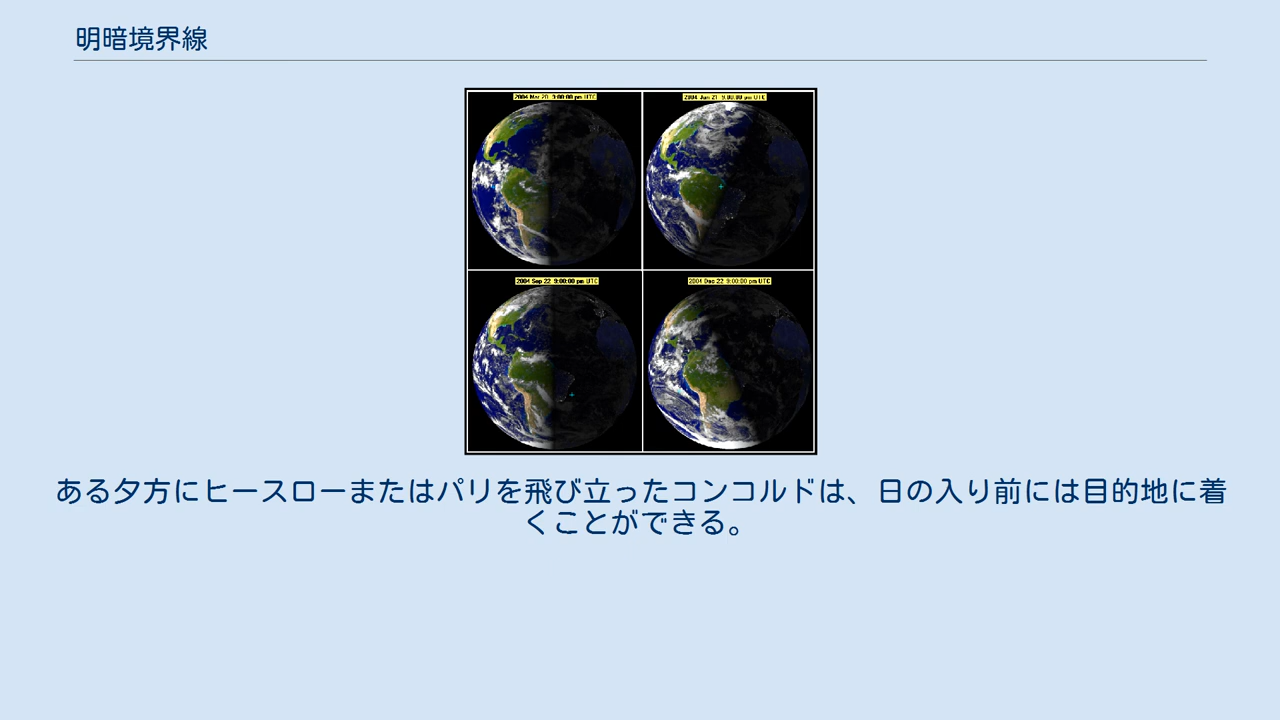 明暗境界線
2004 Mar 20 9:00:00 pm UTC
2004 Jun 21 9:00:00 pm UTC
2004 Sep 22 9:00:00 pm UTC
2004 Dec 22 9:00:00 pm UTC
ある夕方にヒースローまたはパリを飛び立ったコンコルドは、日の入り前には目的地に着
くことができる。